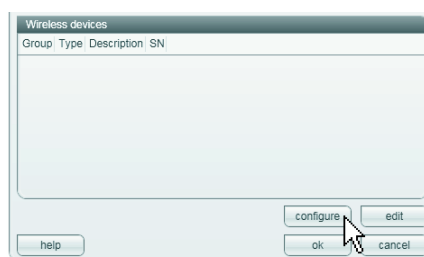 Wireless devices
Group Type Description SN
configure edit
help ok cancel